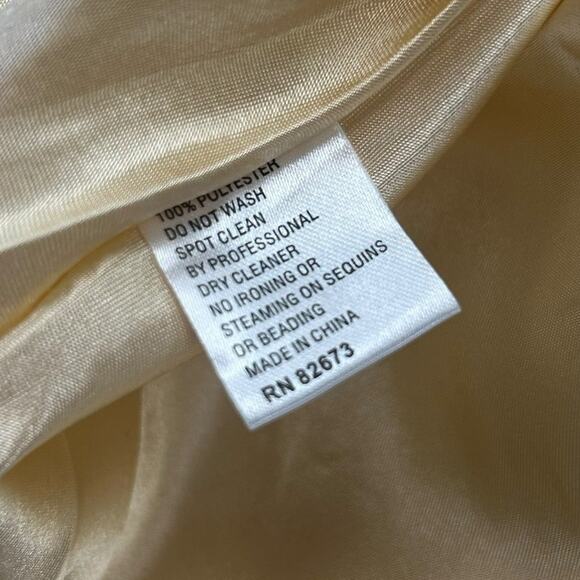 100% POLYESTER
DO NOT WASH
SPOT CLEAN
BY PROFESSIONAL
DRY CLEANER
NO IRONING OR
STEAMING ON SEQUINS
OR BEADING
MADE IN CHINA
RN 82673